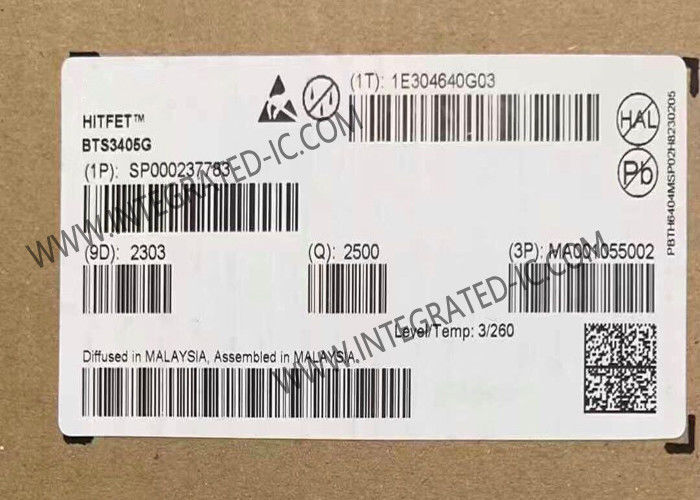 HITFET™
BTS3405G
(1P): SP000237783
(1T): 1E304640G03
HAL
Pb
PBTH6404MSP02H8230205
(9D): 2303
(Q): 2500
(3P): MA001055002
Level/Temp: 3/260
Diffused in MALAYSIA, Assembled in MALAYSIA.
WWW.INTEGRATED-IC.COM
WWW.INTEGRATED-IC.COM
WWW.INTEGRATED-IC.COM